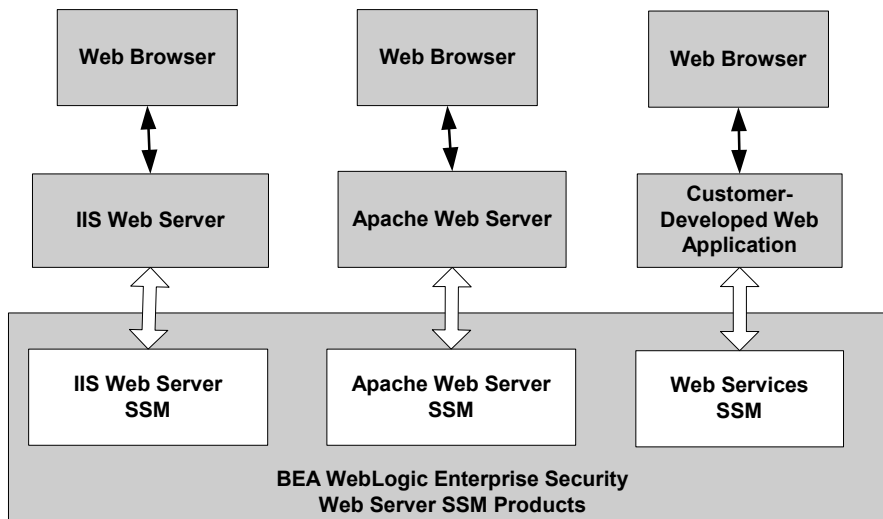 Web Browser
Web Browser
Web Browser
IIS Web Server
Apache Web Server
Customer-
Developed Web
Application
IIS Web Server
SSM
Apache Web Server
SSM
Web Services
SSM
BEA WebLogic Enterprise Security
Web Server SSM Products